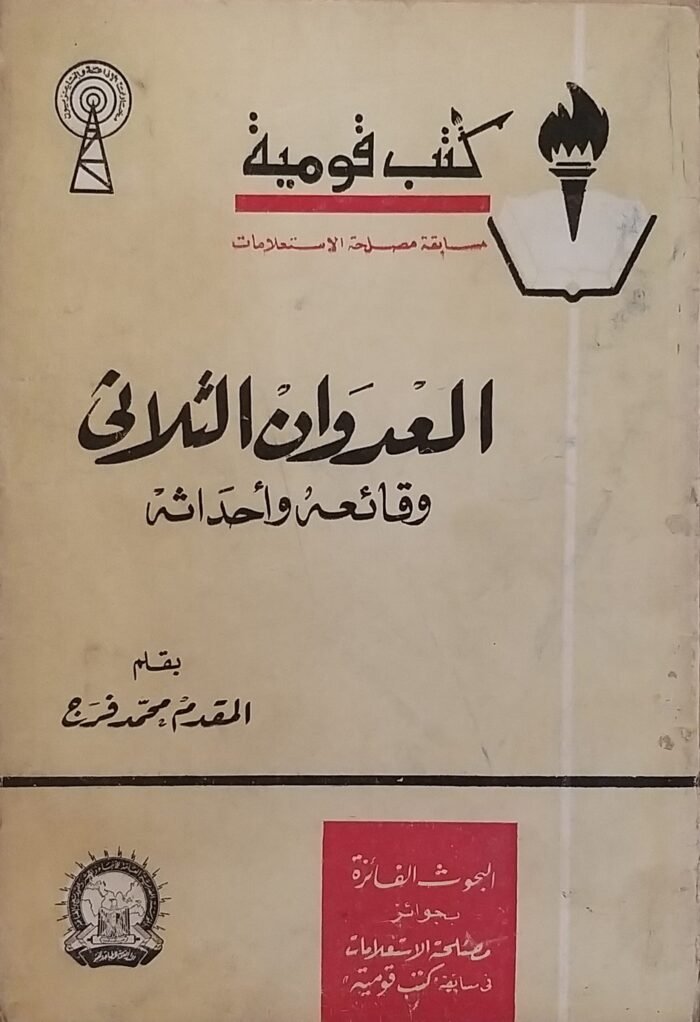 كتب قومية
مسابقة مصلحة الإستعلامات
العدوان الثلاثى
وقائعه وأحداثه
بقلم
المقدم محمد فرج
البحوث الفائزة
بجوائز
مصلحة الاستعلامات
فى مسابقة "كتب قومية"